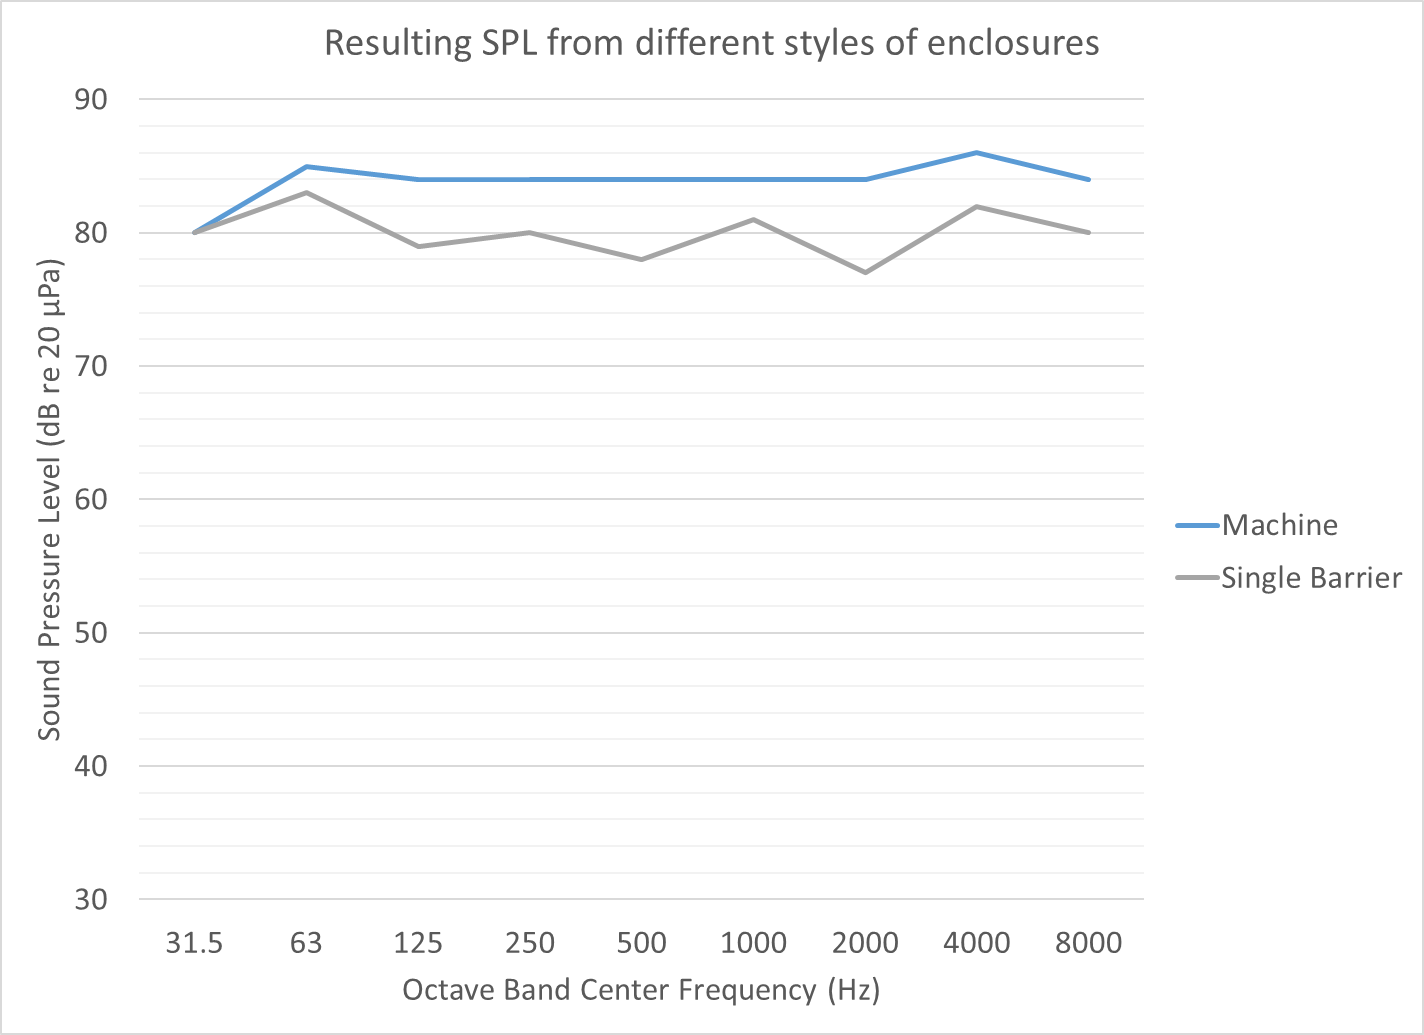 Resulting SPL from different styles of enclosures
90
80
70
60
50
40
30
Sound Pressure Level (dB re 20 µPa)
31.5 63 125 250 500 1000 2000 4000 8000
Octave Band Center Frequency (Hz)
Machine
Single Barrier